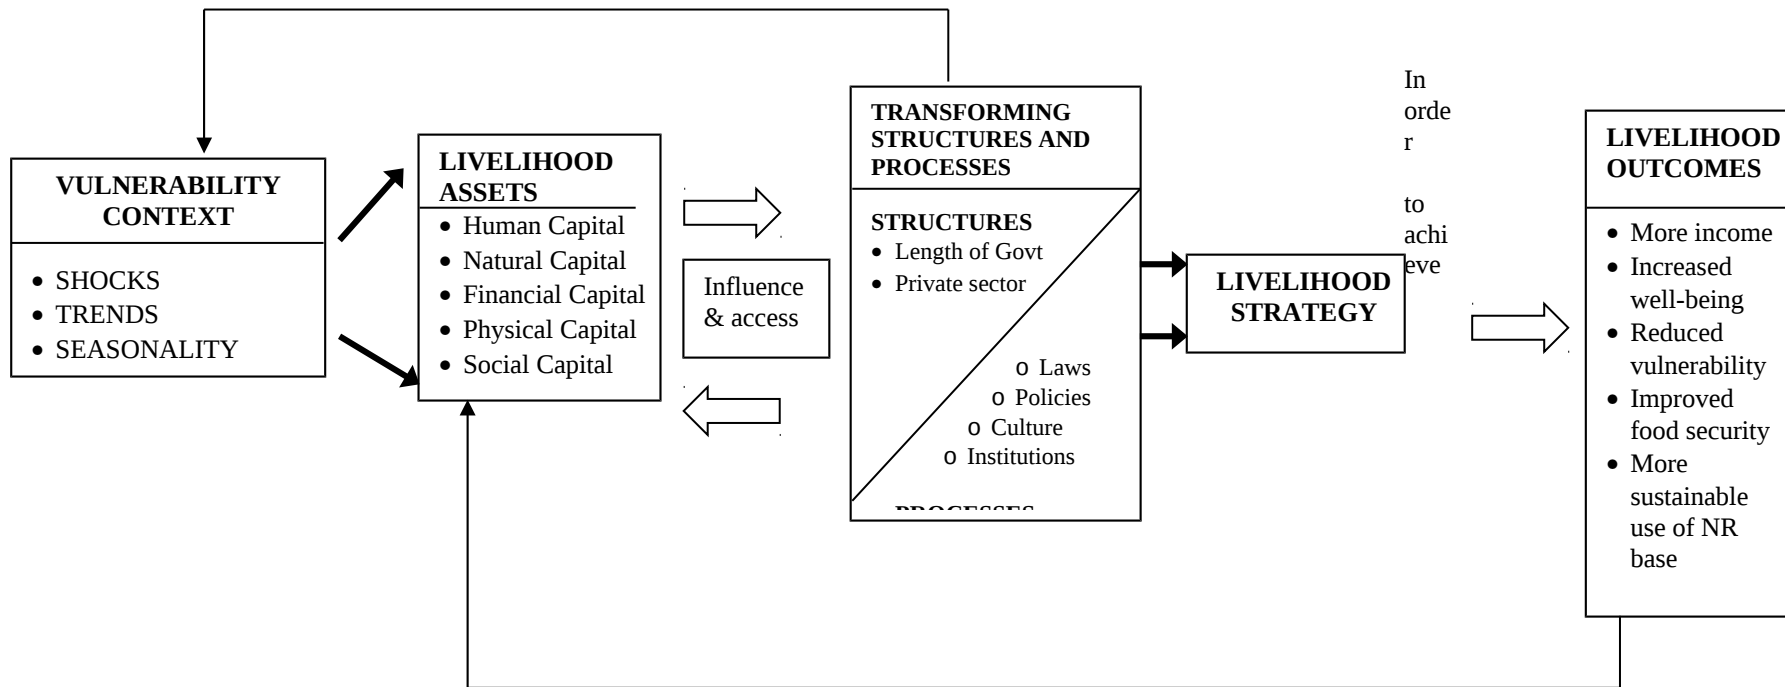 VULNERABILITY
CONTEXT
• SHOCKS
• TRENDS
• SEASONALITY
LIVELIHOOD
ASSETS
• Human Capital
• Natural Capital
• Financial Capital
• Physical Capital
• Social Capital
Influence
& access
TRANSFORMING
STRUCTURES AND
PROCESSES
STRUCTURES
• Length of Govt
• Private sector
o Laws
o Policies
o Culture
o Institutions
PROCESSES
LIVELIHOOD
STRATEGY
In
orde
r
to
achi
eve
LIVELIHOOD
OUTCOMES
• More income
• Increased
well-being
• Reduced
vulnerability
• Improved
food security
• More
sustainable
use of NR
base